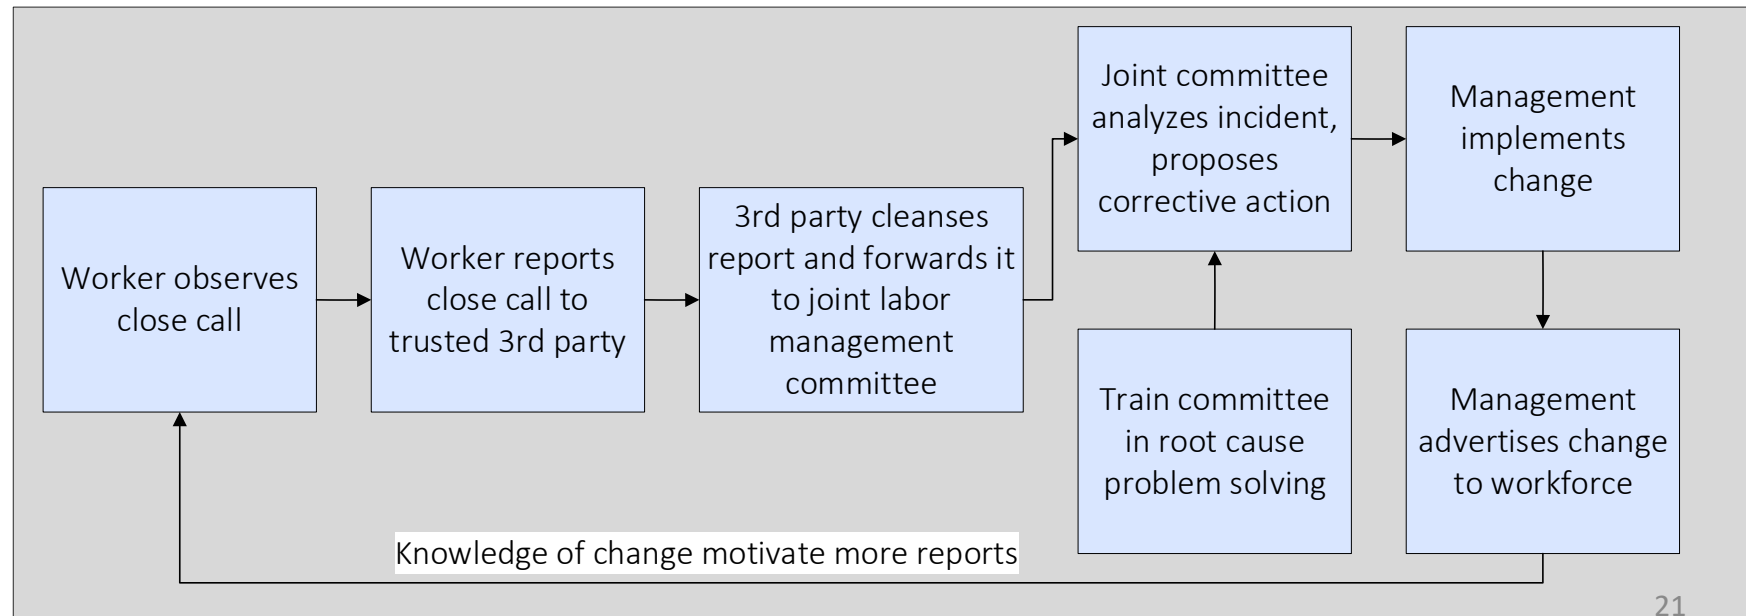 Worker observes
close call
Worker reports
close call to
trusted 3rd party
3rd party cleanses
report and forwards it
to joint labor
management
committee
Joint committee
analyzes incident,
proposes
corrective action
Management
implements
change
Train committee
in root cause
problem solving
Management
advertises change
to workforce
Knowledge of change motivate more reports
21